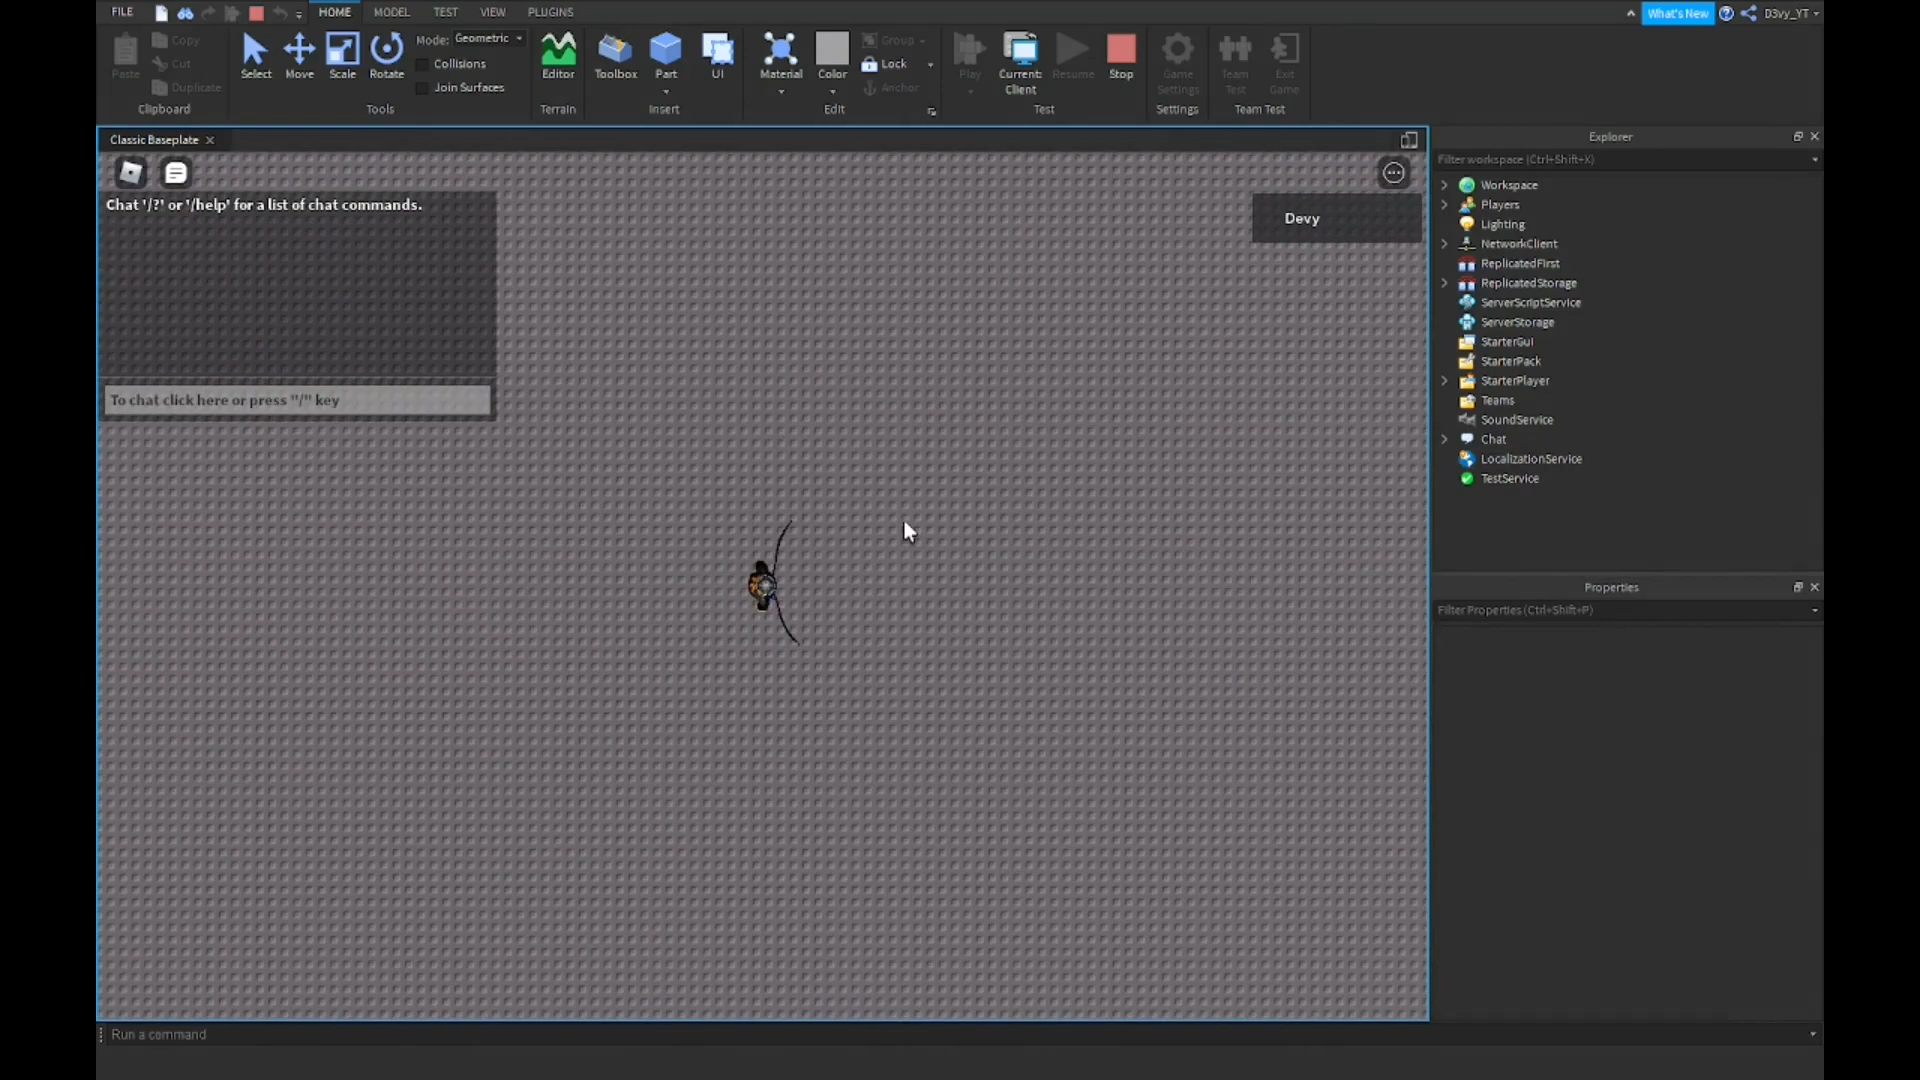 FILE
HOME
MODEL
TEST
VIEW
PLUGINS
What's New
D3vy_YT
Paste
Copy
Cut
Duplicate
Clipboard
Select
Move
Scale
Rotate
Mode: Geometric
Collisions
Join Surfaces
Tools
Editor
Terrain
Toolbox
Part
UI
Insert
Material
Color
Group
Lock
Anchor
Edit
Play
Current:
Client
Resume
Stop
Test
Game
Settings
Settings
Team
Test
Exit
Game
Team Test
Classic Baseplate
Chat '/?' or '/help' for a list of chat commands.
To chat click here or press "/" key
Devy
Explorer
Filter workspace (Ctrl+Shift+X)
Workspace
Players
Lighting
NetworkClient
ReplicatedFirst
ReplicatedStorage
ServerScriptService
ServerStorage
StarterGui
StarterPack
StarterPlayer
Teams
SoundService
Chat
LocalizationService
TestService
Properties
Filter Properties (Ctrl+Shift+P)
Run a command